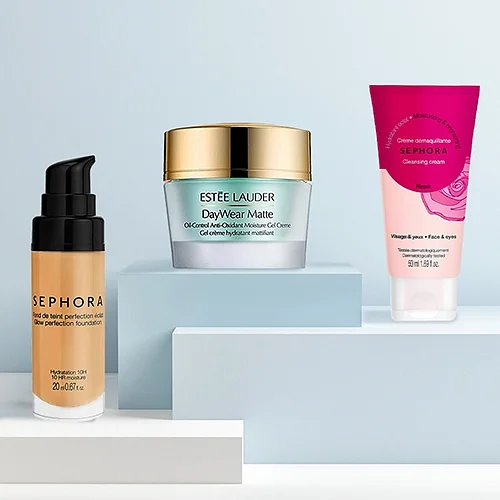 SEPHORA
Fond de teint perfection éclat
Glow perfection foundation
Hydratation 10H
10 HR moisture
20 ml 0.67 fl. oz.
ESTĒE LAUDER
DayWear Matte
Oil-Control Anti-Oxidant Moisture Gel Creme
Gel crème hydratant matifiant
Moisturizing & brightening
Crème démaquillante
SEPHORA
Cleansing cream
Visage & yeux • Face & eyes
Testée dermatologiquement
Dermatologically tested
50 ml 1.69 fl. oz.